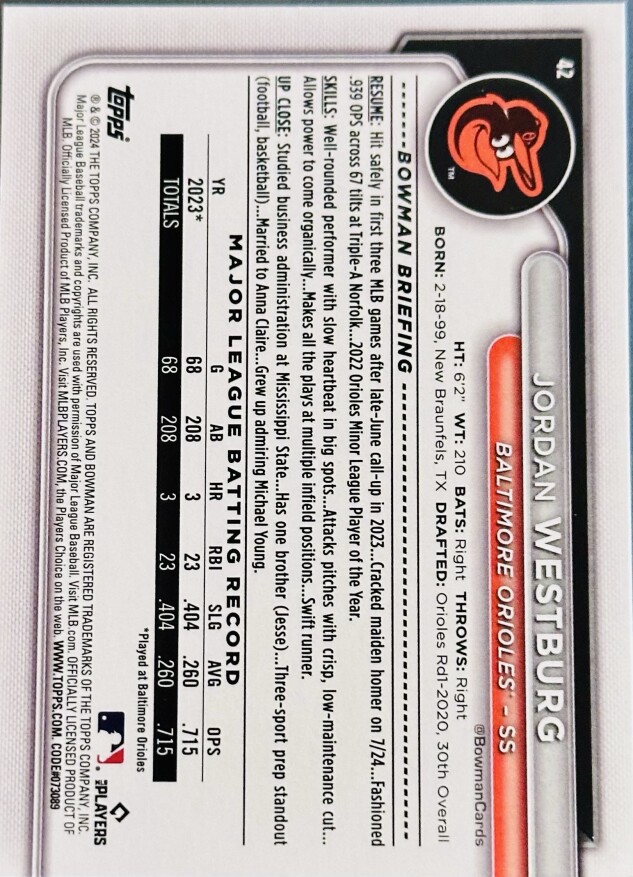 42
JORDAN WESTBURG
BALTIMORE ORIOLES® - SS
@BowmanCards
HT: 6'2" WT: 210 BATS: Right THROWS: Right
BORN: 2-18-99, New Braunfels, TX DRAFTED: Orioles Rd1-2020, 30th Overall
TM
------BOWMAN BRIEFING------
RESUME: Hit safely in first three MLB games after late-June call-up in 2023...Cracked maiden homer on 7/24...Fashioned
.939 OPS across 67 tilts at Triple-A Norfolk...2022 Orioles Minor League Player of the Year.
SKILLS: Well-rounded performer with slow heartbeat in big spots...Attacks pitches with crisp, low-maintenance cut...
Allows power to come organically...Makes all the plays at multiple infield positions...Swift runner.
UP CLOSE: Studied business administration at Mississippi State...Has one brother (Jesse)...Three-sport prep standout
(football, basketball)...Married to Anna Claire...Grew up admiring Michael Young.
MAJOR LEAGUE BATTING RECORD
YR G AB HR RBI SLG AVG OPS
2023* 68 208 3 23 .404 .260 .715
TOTALS 68 208 3 23 .404 .260 .715
*Played at Baltimore Orioles
topps
MLB PLAYERS
® & © 2024 THE TOPPS COMPANY, INC. ALL RIGHTS RESERVED. TOPPS AND BOWMAN ARE REGISTERED TRADEMARKS OF THE TOPPS COMPANY, INC.
Major League Baseball trademarks and copyrights are used with permission of Major League Baseball. Visit MLB.com. OFFICIALLY LICENSED PRODUCT OF
MLB Officially Licensed Product of MLB Players, Inc. Visit MLBPLAYERS.COM, the Players Choice on the web. WWW.TOPPS.COM. CODE#073089